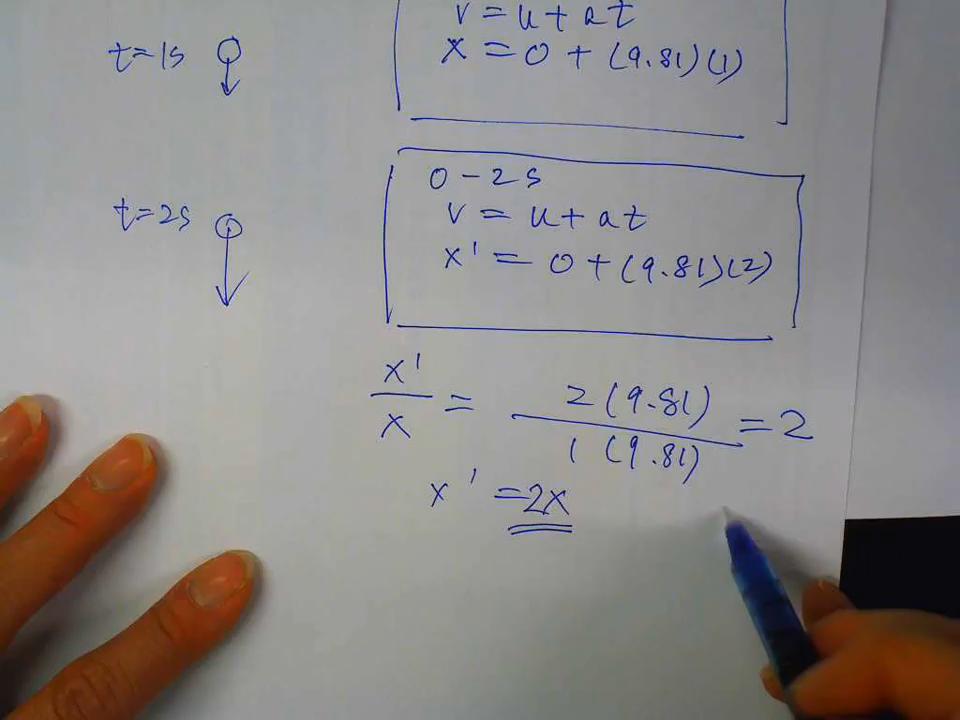 v = u + at
t=1s
x = 0 + (9.81)(1)
0 - 2s
t=2s
v = u + at
x' = 0 + (9.81)(2)
x'/x = 2(9.81)/1(9.81) = 2
x' = 2x